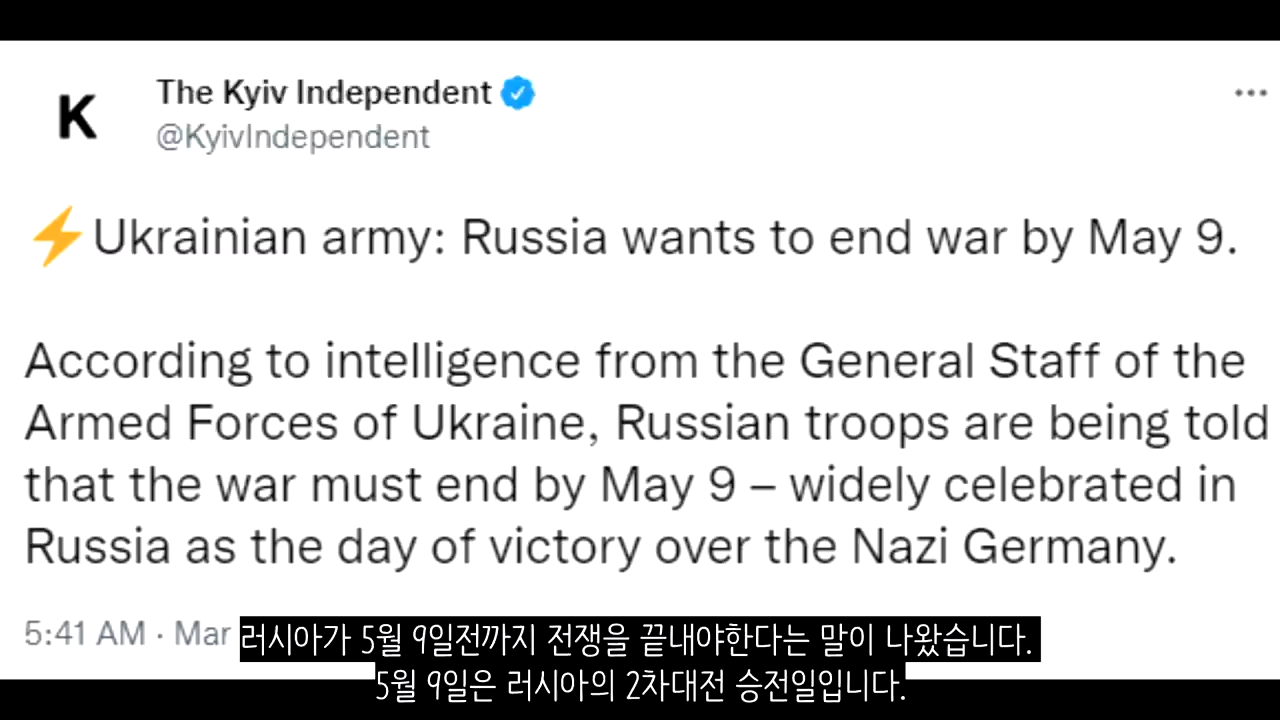 K
The Kyiv Independent
@KyivIndependent
⚡Ukrainian army: Russia wants to end war by May 9.
According to intelligence from the General Staff of the
Armed Forces of Ukraine, Russian troops are being told
that the war must end by May 9 – widely celebrated in
Russia as the day of victory over the Nazi Germany.
5:41 AM · Mar
러시아가 5월 9일전까지 전쟁을 끝내야한다는 말이 나왔습니다.
5월 9일은 러시아의 2차대전 승전일입니다.